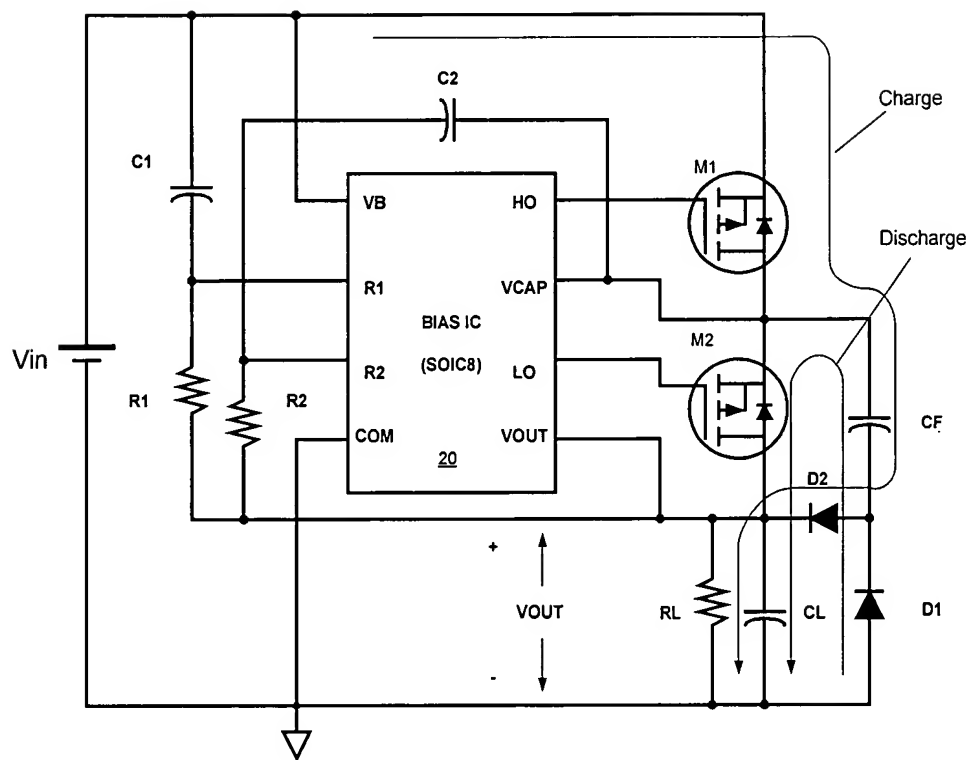 C2
Charge
C1
M1
VB
HO
Discharge
R1
VCAP
BIAS IC
(SOIC8)
M2
Vin
R2
LO
R1
R2
COM
VOUT
CF
20
D2
+
VOUT
RL
CL
D1
-